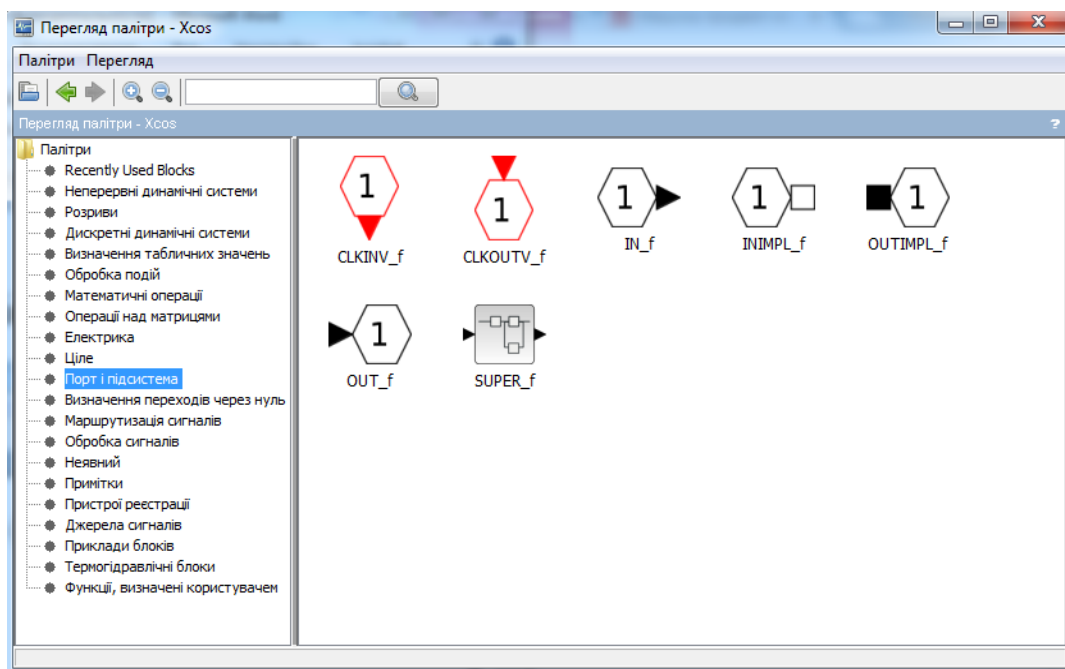 Перегляд палітри - Xcos
Палітри Перегляд
Перегляд палітри - Xcos ?
Палітри
Recently Used Blocks
Неперервні динамічні системи
Розриви
Дискретні динамічні системи
Визначення табличних значень
Обробка подій
Математичні операції
Операції над матрицями
Електрика
Ціле
Порт і підсистема
Визначення переходів через нуль
Маршрутизація сигналів
Обробка сигналів
Неявний
Примітки
Пристрої реєстрації
Джерела сигналів
Приклади блоків
Термогідравлічні блоки
Функції, визначені користувачем
1 1 1 1 1
CLKINV_f CLKOUTV_f IN_f INIMPL_f OUTIMPL_f
1
OUT_f SUPER_f